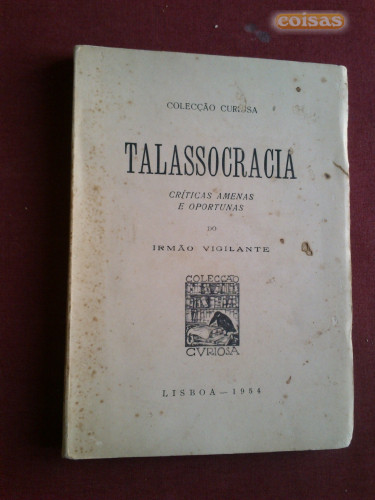 coisas
COLECÇÃO CURIOSA
TALASSOCRACIA
CRÍTICAS AMENAS
E OPORTUNAS
DO
IRMÃO VIGILANTE
COLECÇÃO
CVRIOSA
LISBOA — 1954